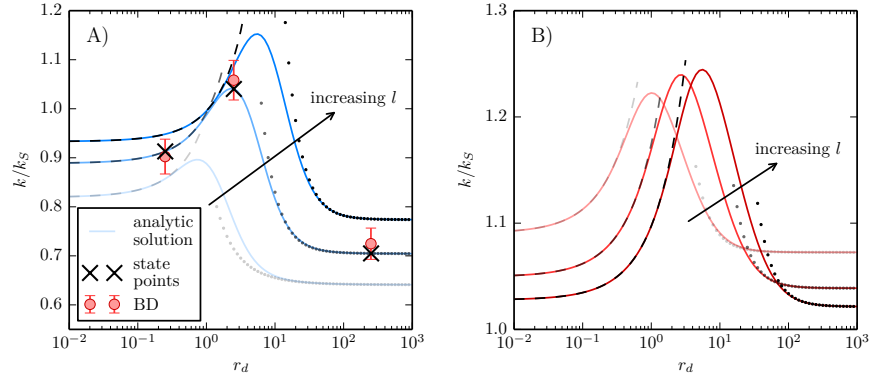 A)
k/k_S
1.2
1.1
1.0
0.9
0.8
0.7
0.6
increasing l
analytic
solution
state
points
BD
10^−2 10^−1 10^0 10^1 10^2 10^3
r_d
B)
k/k_S
1.3
1.2
1.1
1.0
increasing l
10^−2 10^−1 10^0 10^1 10^2 10^3
r_d